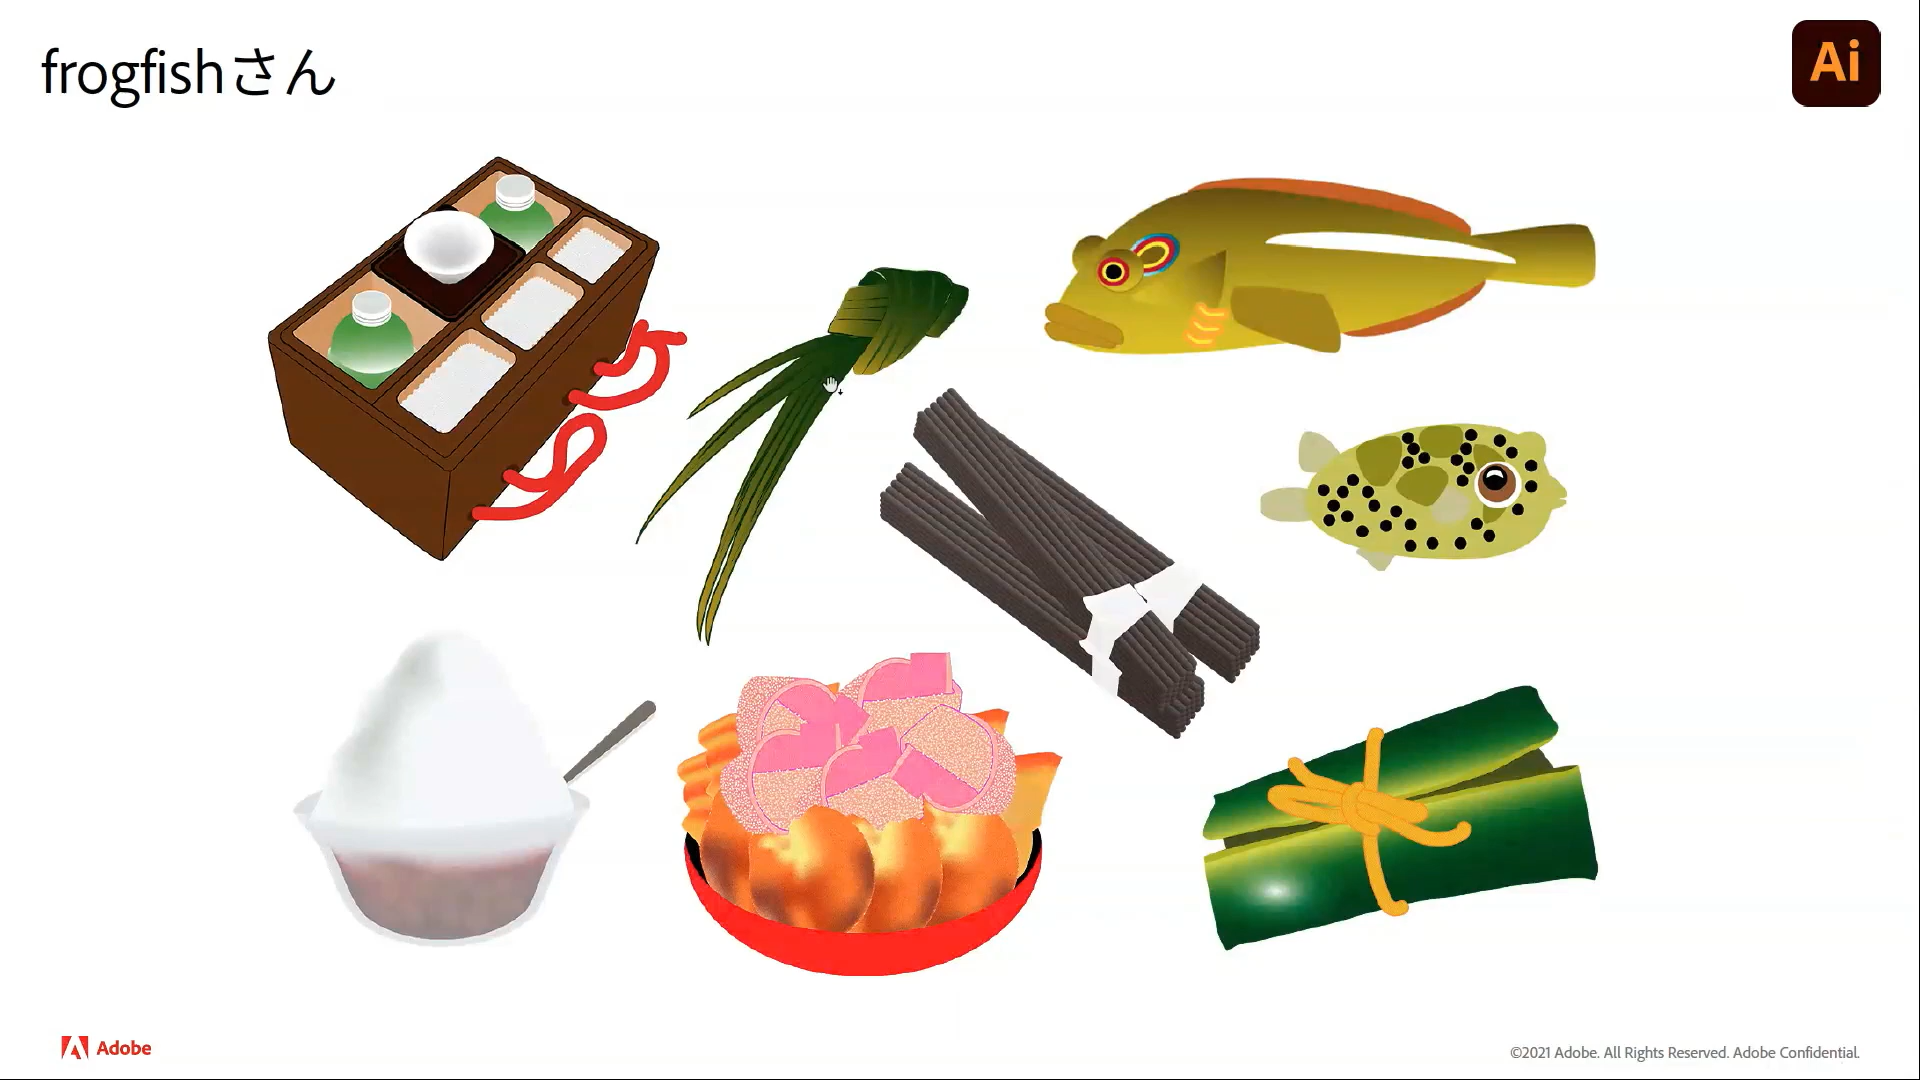 frogfishさん
Ai
Adobe
©2021 Adobe. All Rights Reserved. Adobe Confidential.